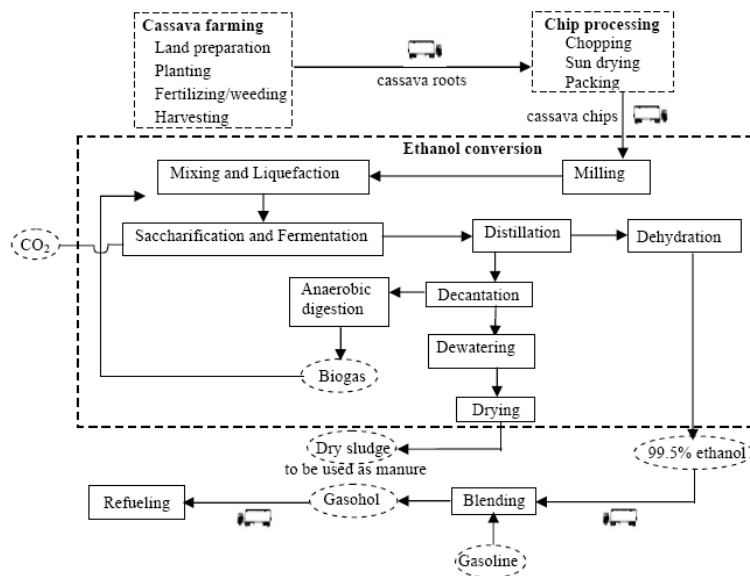 Cassava farming
Land preparation
Planting
Fertilizing/weeding
Harvesting
cassava roots
Chip processing
Chopping
Sun drying
Packing
cassava chips
Ethanol conversion
Mixing and Liquefaction
Milling
CO₂
Saccharification and Fermentation
Distillation
Dehydration
Anaerobic
digestion
Decantation
Dewatering
Biogas
Drying
Dry sludge
to be used as manure
99.5% ethanol
Refueling
Gasohol
Blending
Gasoline